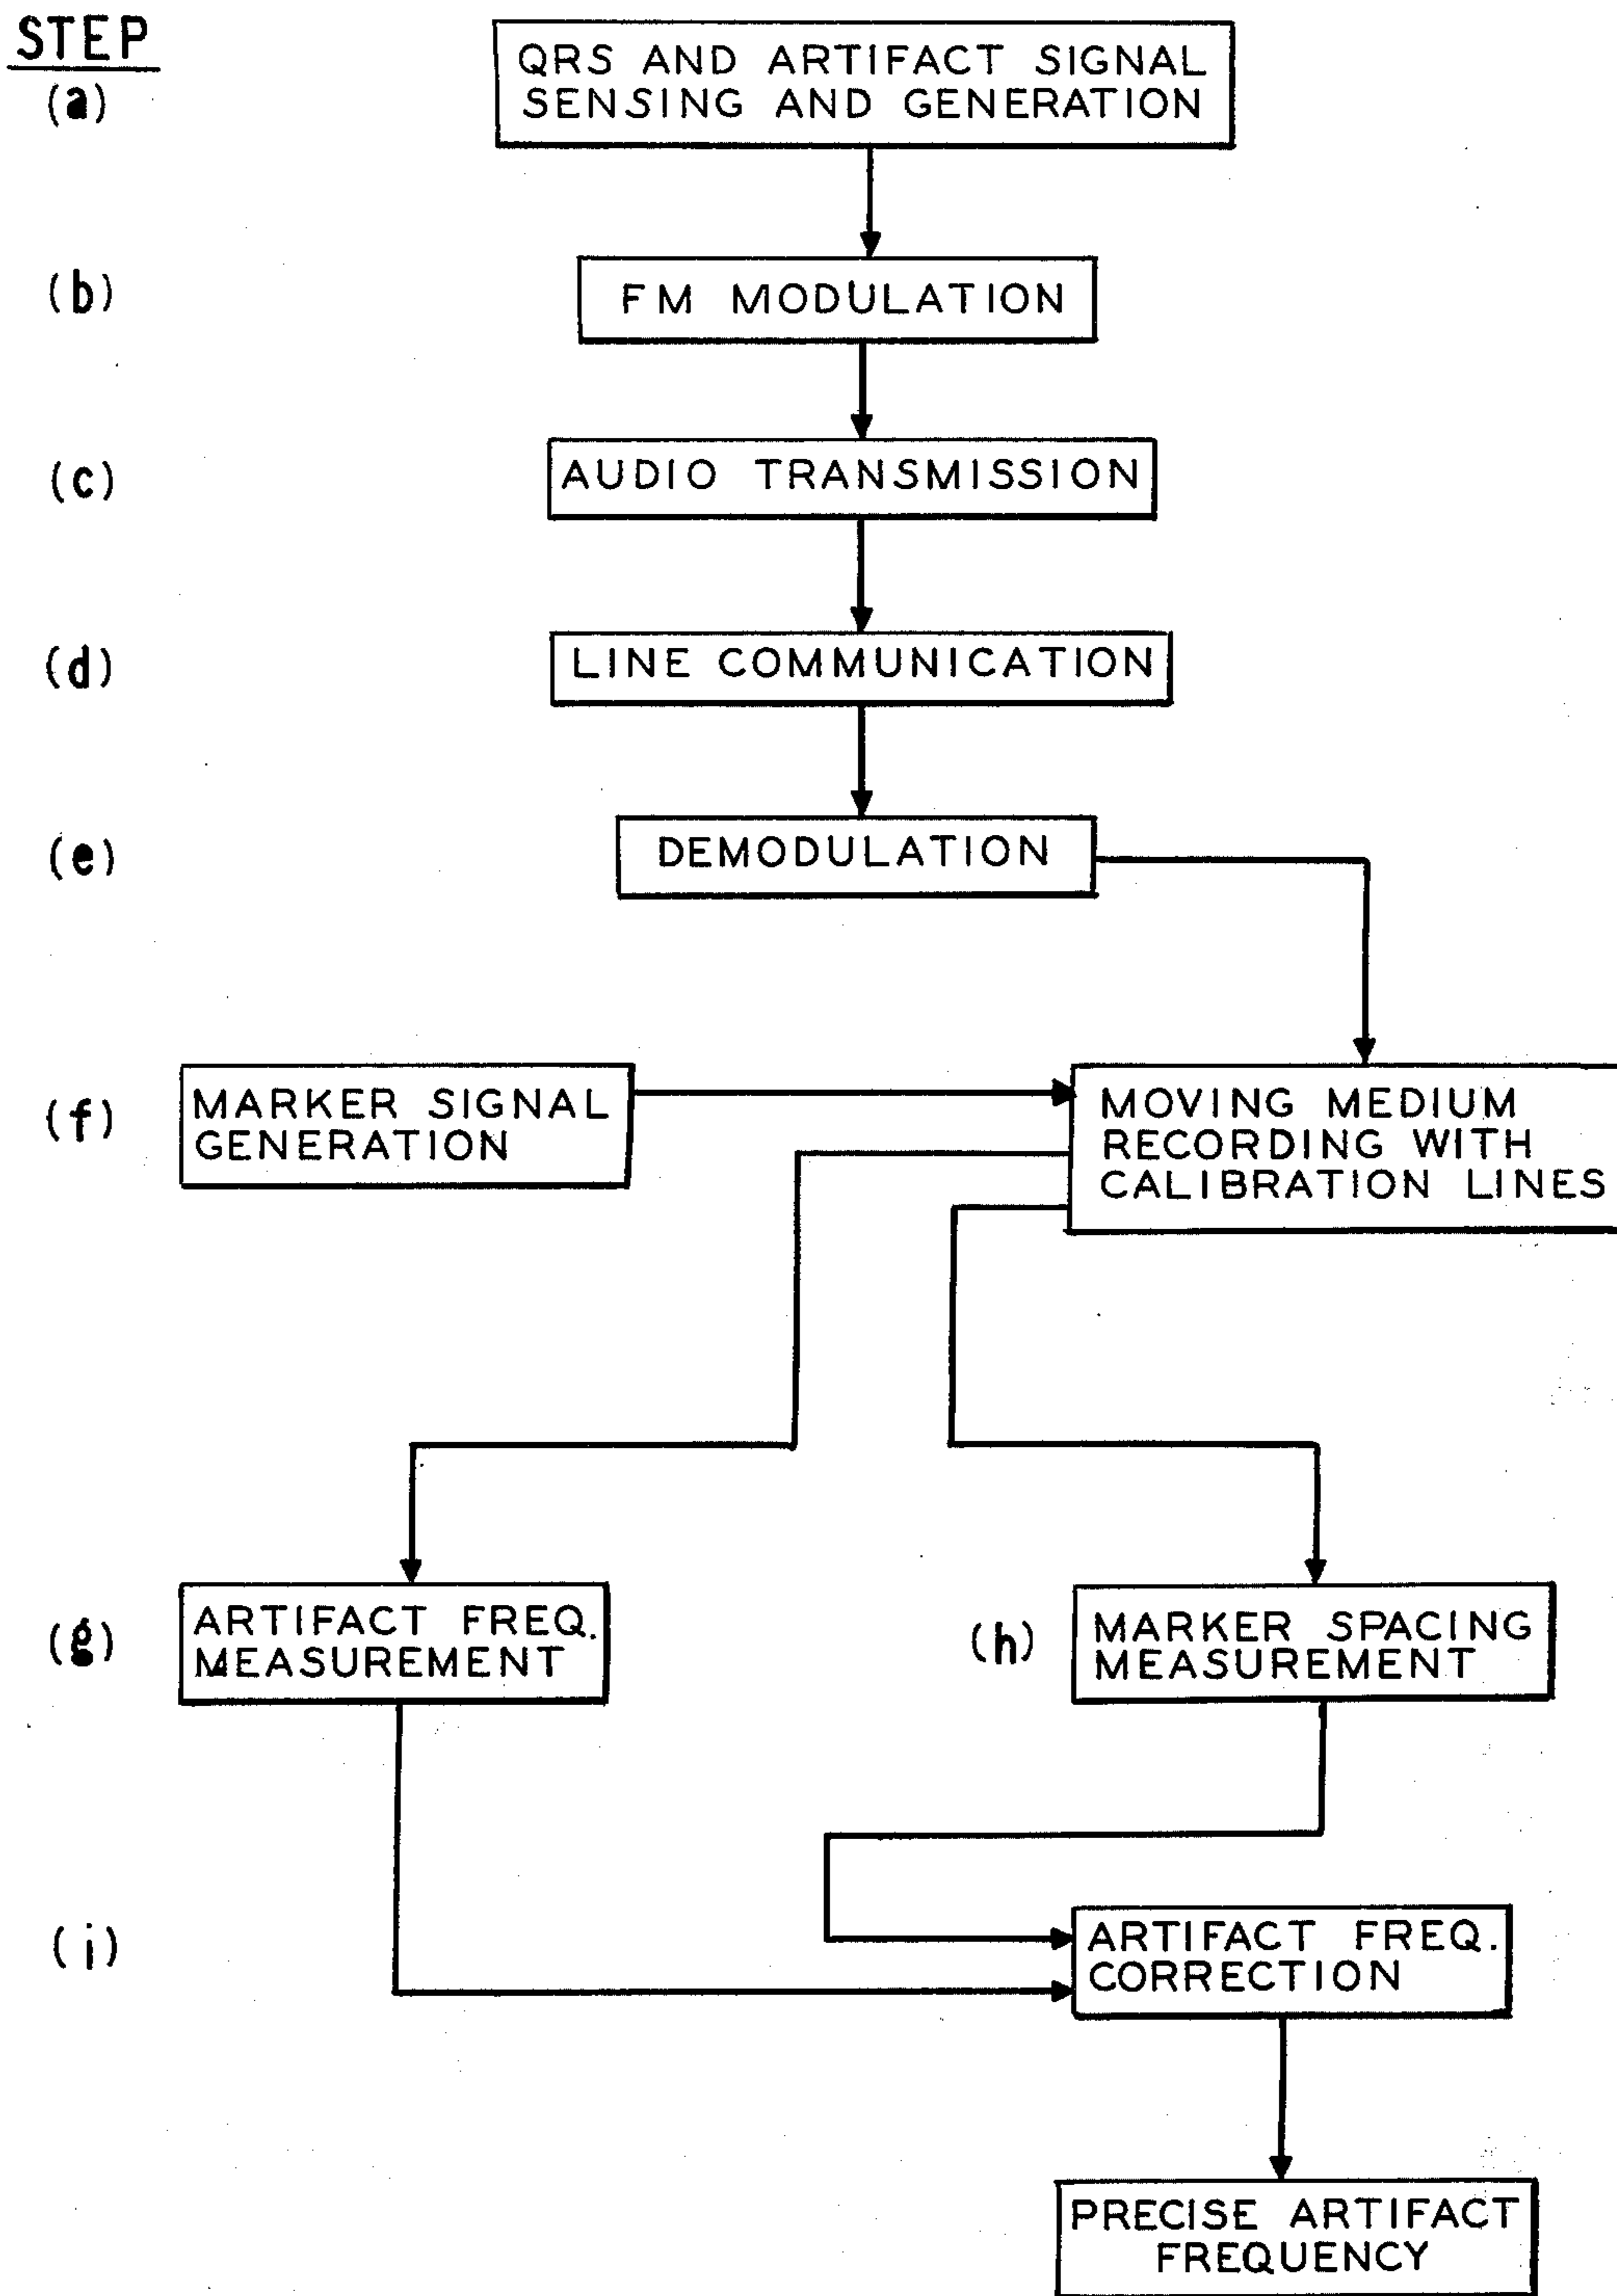 STEP
(a)
QRS AND ARTIFACT SIGNAL
SENSING AND GENERATION
(b)
FM MODULATION
(c)
AUDIO TRANSMISSION
(d)
LINE COMMUNICATION
(e)
DEMODULATION
(f)
MARKER SIGNAL
GENERATION
MOVING MEDIUM
RECORDING WITH
CALIBRATION LINES
(g)
ARTIFACT FREQ.
MEASUREMENT
(h)
MARKER SPACING
MEASUREMENT
(i)
ARTIFACT FREQ.
CORRECTION
PRECISE ARTIFACT
FREQUENCY